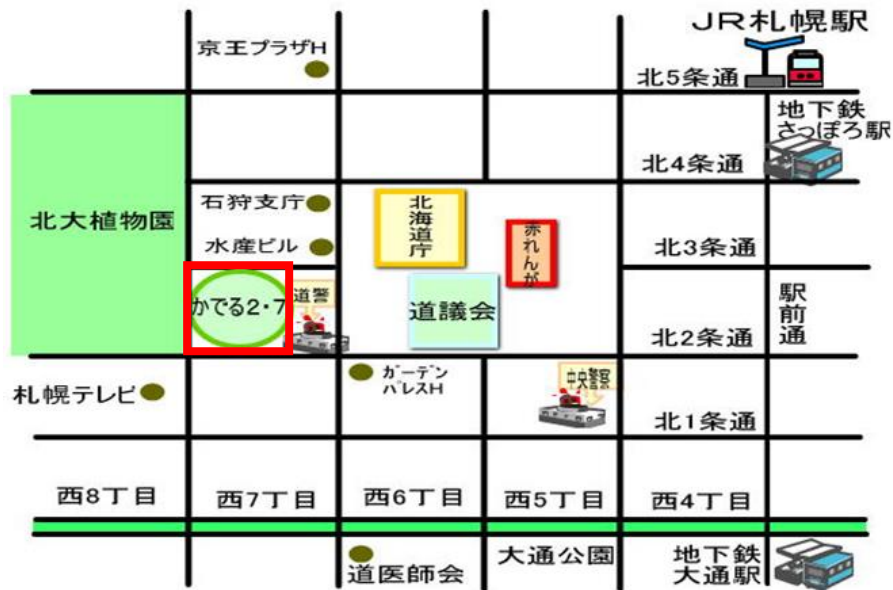 JR札幌駅
京王プラザH
北5条通
地下鉄
さっぽろ駅
北4条通
石狩支庁
北海道庁
北大植物園
水産ビル
赤れんが
北3条通
かでる2・7
道警
道議会
駅前通
北2条通
札幌テレビ
ガーデン
パレスH
中央警察
北1条通
西8丁目
西7丁目
西6丁目
西5丁目
西4丁目
道医師会
大通公園
地下鉄
大通駅